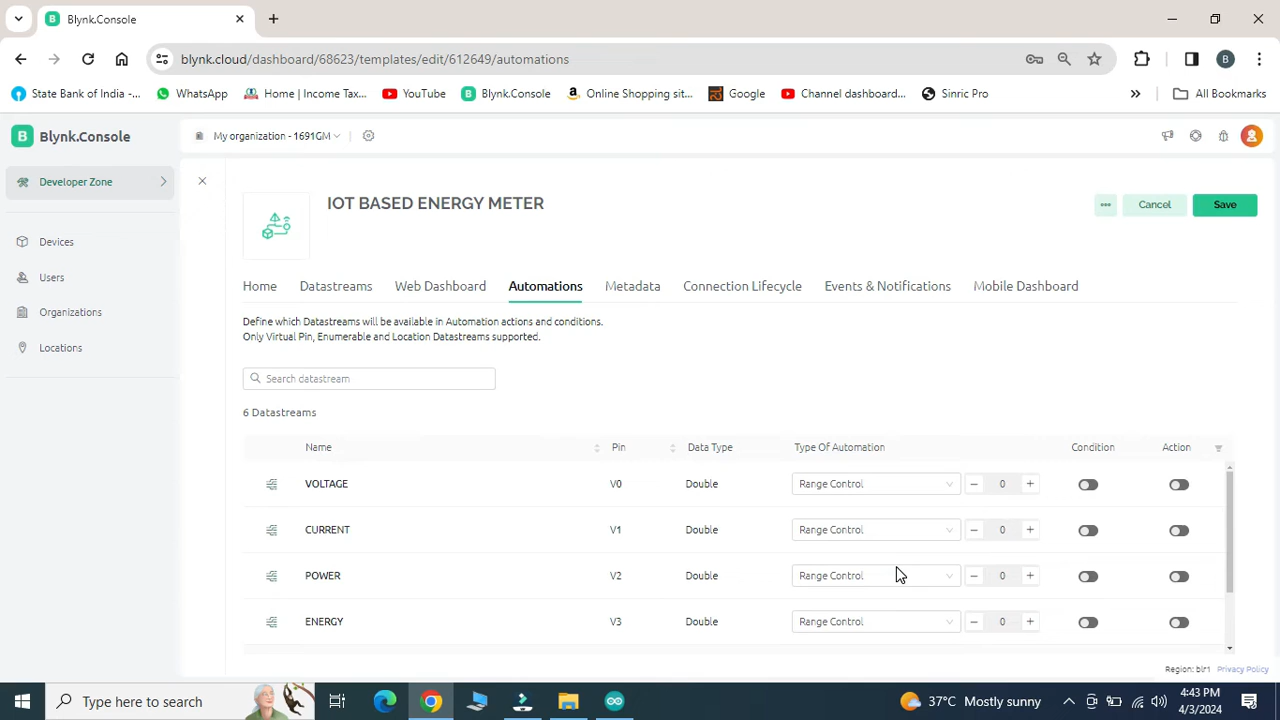 Blynk.Console
blynk.cloud/dashboard/68623/templates/edit/612649/automations
B
State Bank of India -...
WhatsApp
Home | Income Tax...
YouTube
Blynk.Console
Online Shopping sit...
Google
Channel dashboard...
Sinric Pro
All Bookmarks
B Blynk.Console
My organization - 1691GM
Developer Zone
Devices
Users
Organizations
Locations
IOT BASED ENERGY METER
Cancel
Save
Home
Datastreams
Web Dashboard
Automations
Metadata
Connection Lifecycle
Events & Notifications
Mobile Dashboard
Define which Datastreams will be available in Automation actions and conditions.
Only Virtual Pin, Enumerable and Location Datastreams supported.
Search datastream
6 Datastreams
Name Pin Data Type Type Of Automation Condition Action
VOLTAGE V0 Double Range Control − 0 +
CURRENT V1 Double Range Control − 0 +
POWER V2 Double Range Control − 0 +
ENERGY V3 Double Range Control − 0 +
Region: blr1 Privacy Policy
Type here to search
37°C Mostly sunny
4:43 PM
4/3/2024